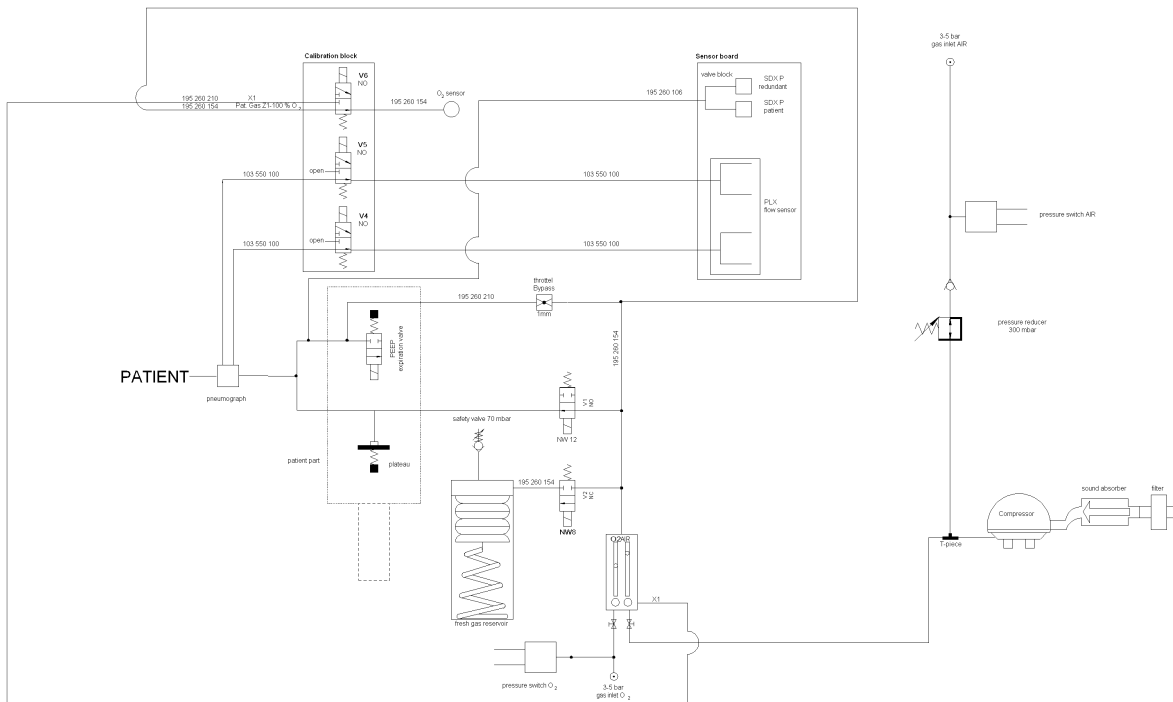 3-5 bar
gas inlet AIR
Calibration block
Sensor board
V6
NO
valve block
SDX P
redundant
195 260 210
X1
195 260 154
Pat. Gas Z1-100 % O2
195 260 154
O2 sensor
195 260 106
SDX P
patient
V5
NO
open
103 550 100
103 550 100
PLX
flow sensor
V4
NO
open
103 550 100
103 550 100
pressure switch AIR
throttel
Bypass
195 260 210
1mm
pressure reducer
300 mbar
PEEP
expiration valve
195 260 154
PATIENT
pneumograph
V1
NO
safety valve 70 mbar
NW 12
patient part
plateau
195 260 154
V2
NC
NW8
sound absorber
filter
Compressor
O2AIR
T-piece
X1
fresh gas reservoir
pressure switch O2
3-5 bar
gas inlet O2